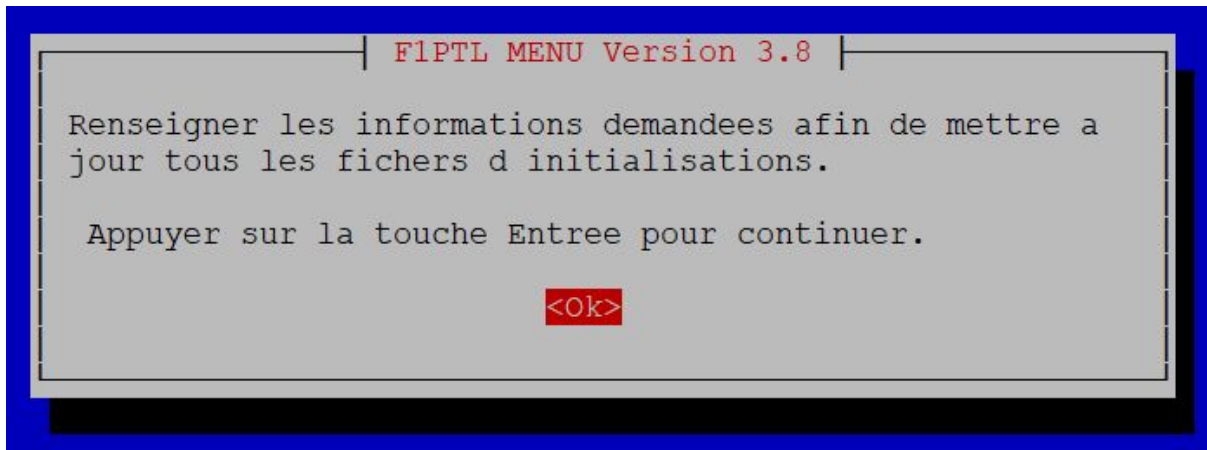 F1PTL MENU Version 3.8
Renseigner les informations demandees afin de mettre a
jour tous les fichers d initialisations.
Appuyer sur la touche Entree pour continuer.
<Ok>